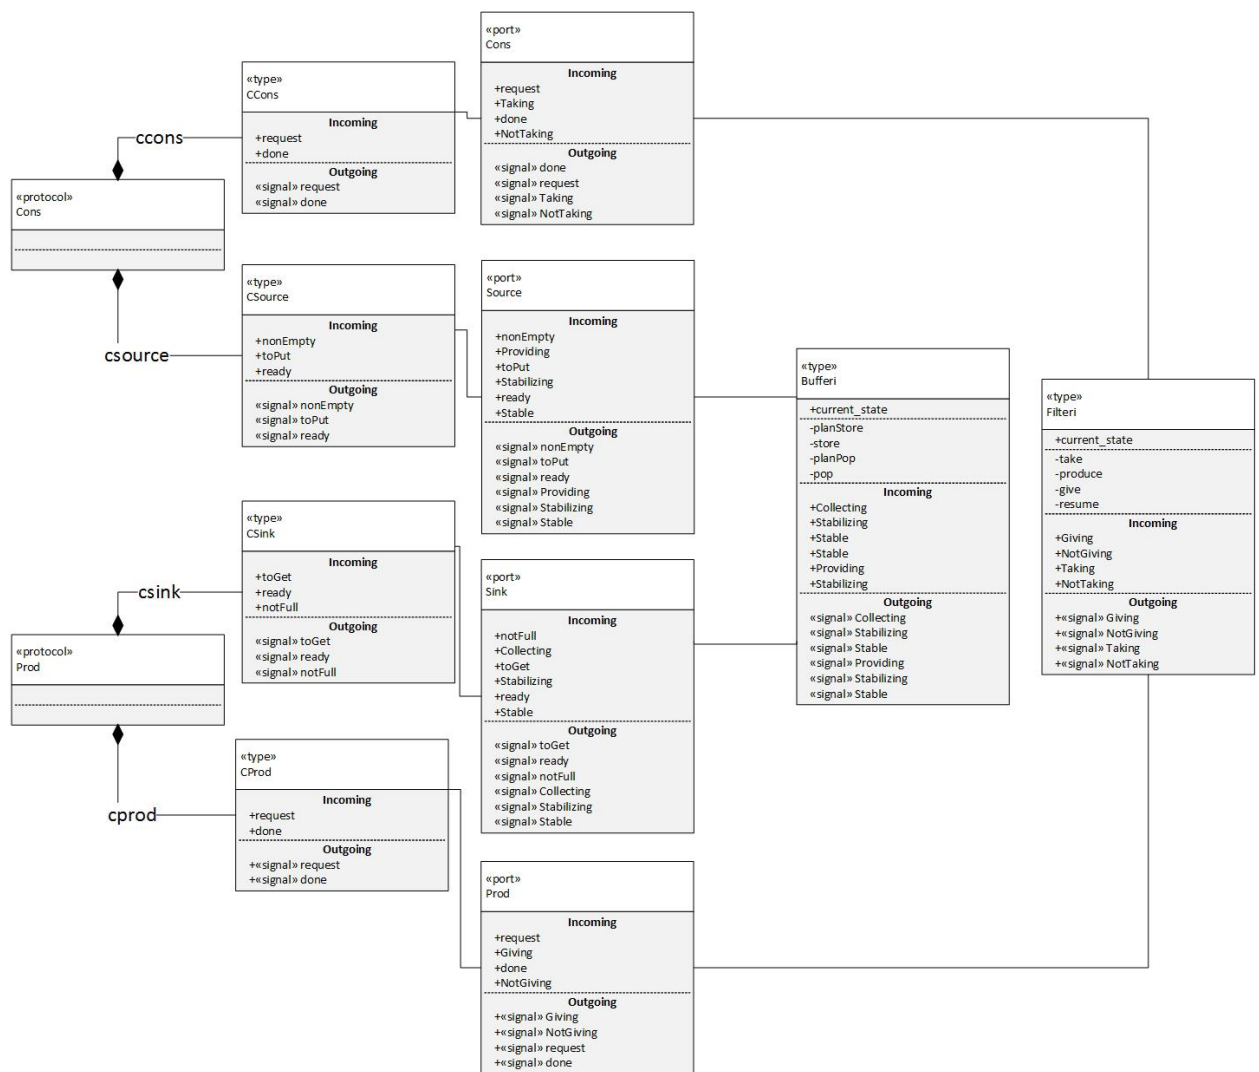 «port»
Cons
Incoming
+request
+Taking
+done
+NotTaking
Outgoing
«signal» done
«signal» request
«signal» Taking
«signal» NotTaking
«type»
CCons
Incoming
+request
+done
Outgoing
«signal» request
«signal» done
ccons
«protocol»
Cons
csource
«type»
CSource
Incoming
+nonEmpty
+toPut
+ready
Outgoing
«signal» nonEmpty
«signal» toPut
«signal» ready
«port»
Source
Incoming
+nonEmpty
+Providing
+toPut
+Stabilizing
+ready
+Stable
Outgoing
«signal» nonEmpty
«signal» toPut
«signal» ready
«signal» Providing
«signal» Stabilizing
«signal» Stable
«type»
Bufferi
+current_state
-planStore
-store
-planPop
-pop
Incoming
+Collecting
+Stabilizing
+Stable
+Stable
+Providing
+Stabilizing
Outgoing
«signal» Collecting
«signal» Stabilizing
«signal» Stable
«signal» Providing
«signal» Stabilizing
«signal» Stable
«type»
Filteri
+current_state
-take
-produce
-give
-resume
Incoming
+Giving
+NotGiving
+Taking
+NotTaking
Outgoing
+«signal» Giving
+«signal» NotGiving
+«signal» Taking
+«signal» NotTaking
«type»
CSink
Incoming
+toGet
+ready
+notFull
Outgoing
«signal» toGet
«signal» ready
«signal» notFull
csink
«protocol»
Prod
cprod
«port»
Sink
Incoming
+notFull
+Collecting
+toGet
+Stabilizing
+ready
+Stable
Outgoing
«signal» toGet
«signal» ready
«signal» notFull
«signal» Collecting
«signal» Stabilizing
«signal» Stable
«type»
CProd
Incoming
+request
+done
Outgoing
+«signal» request
+«signal» done
«port»
Prod
Incoming
+request
+Giving
+done
+NotGiving
Outgoing
+«signal» Giving
+«signal» NotGiving
+«signal» request
+«signal» done